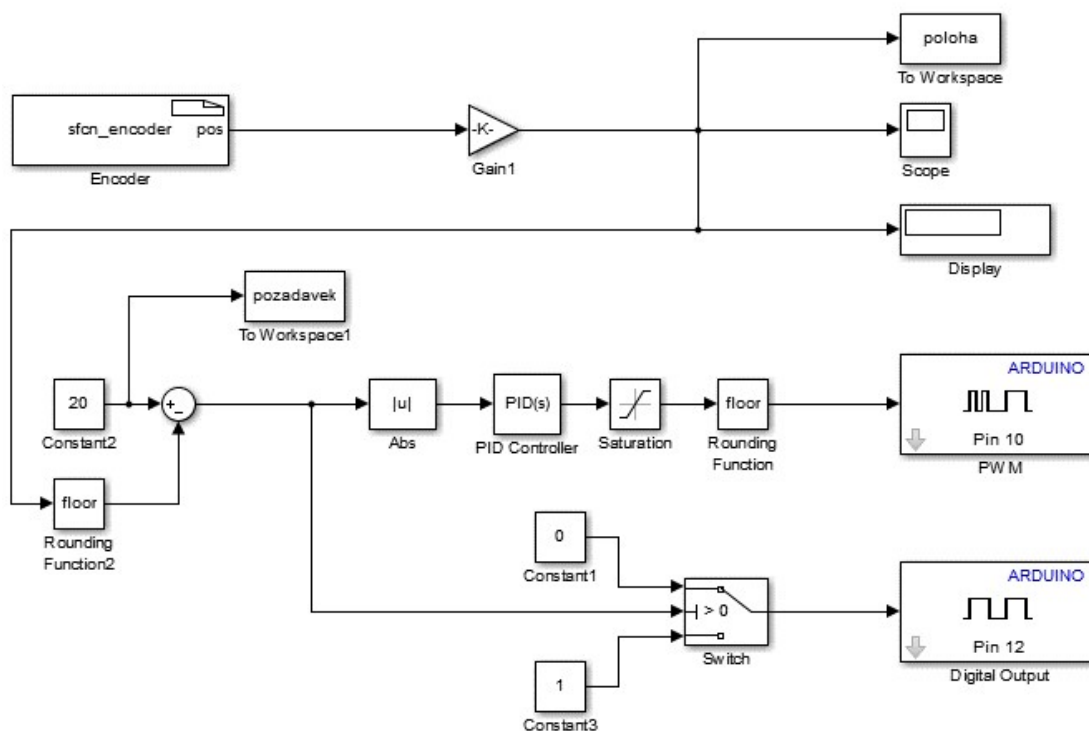 poloha
To Workspace
sfcn_encoder
pos
Encoder
-K-
Gain1
Scope
Display
pozadavek
To Workspace1
20
Constant2
+
-
|u|
Abs
PID(s)
PID Controller
Saturation
floor
Rounding
Function
ARDUINO
Pin 10
PWM
floor
Rounding
Function2
0
Constant1
> 0
Switch
1
Constant3
ARDUINO
Pin 12
Digital Output